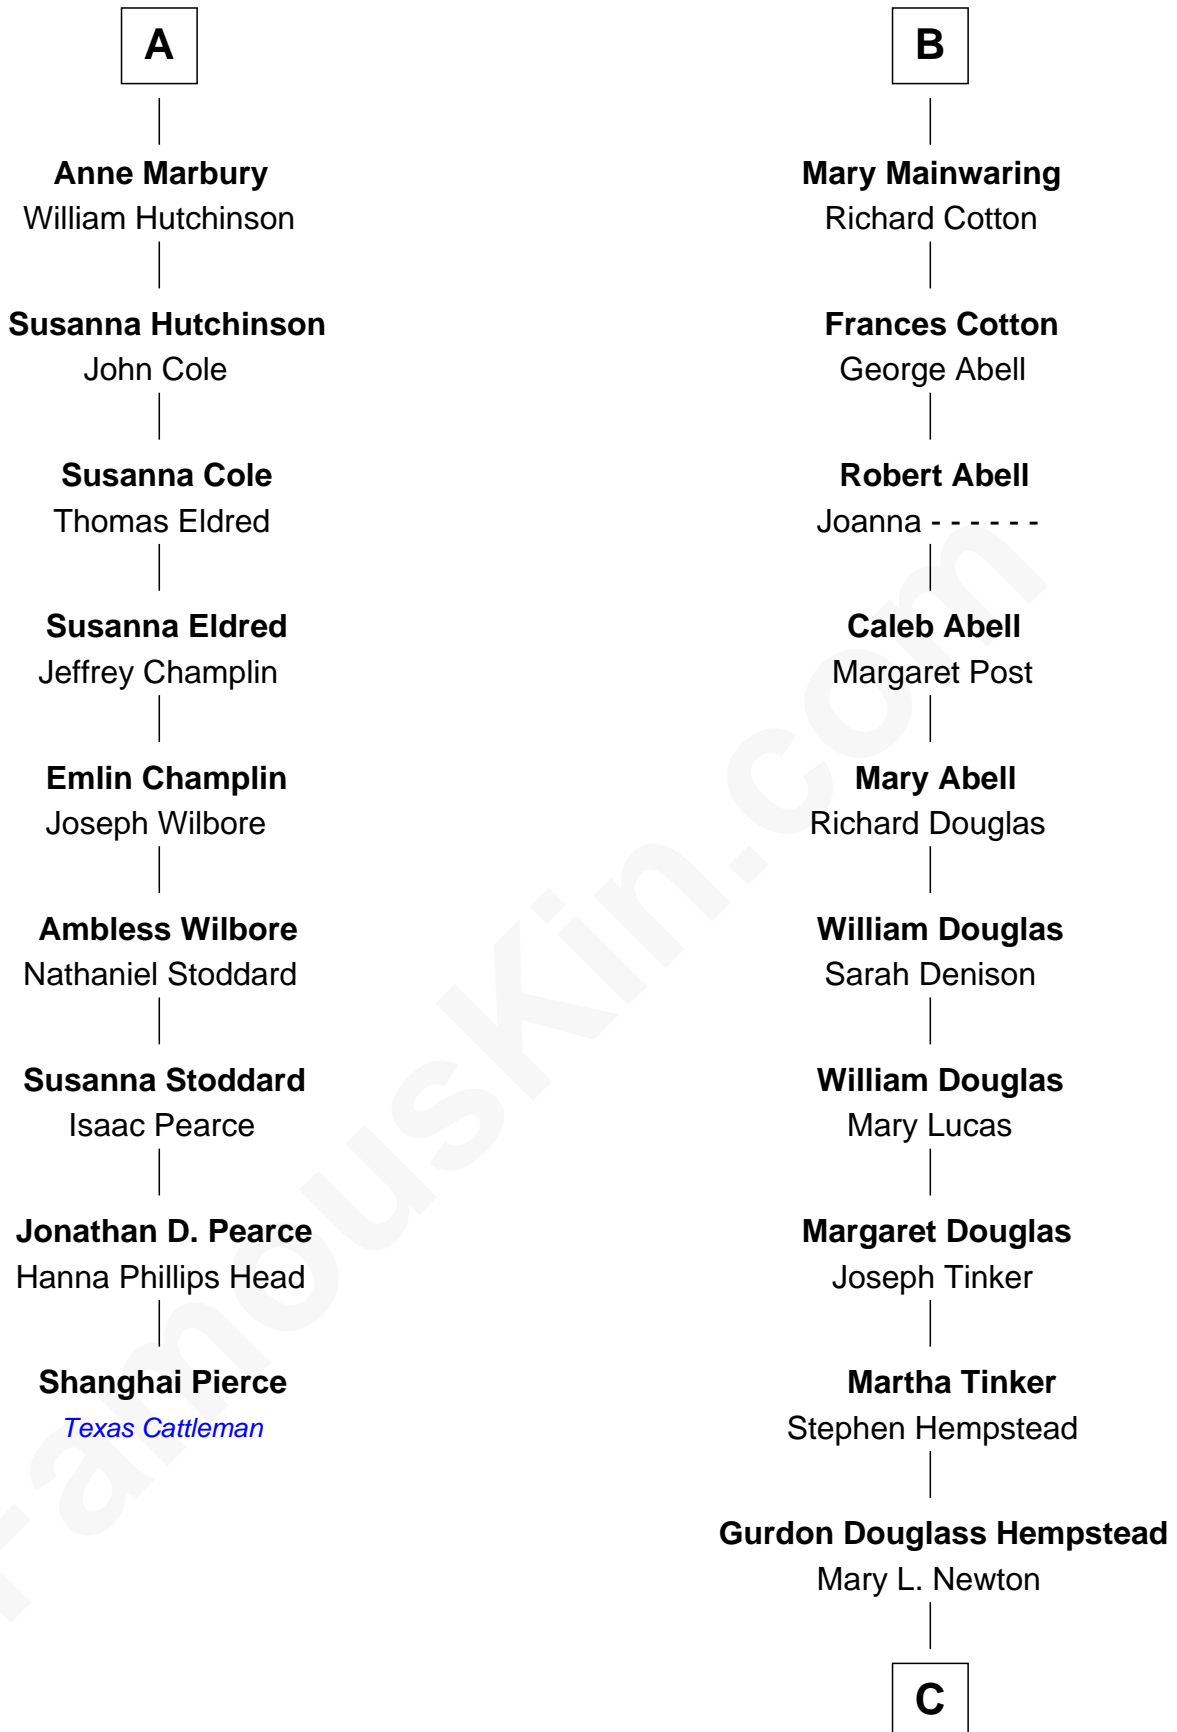 A
Anne Marbury
William Hutchinson
Susanna Hutchinson
John Cole
Susanna Cole
Thomas Eldred
Susanna Eldred
Jeffrey Champlin
Emlin Champlin
Joseph Wilbore
Ambless Wilbore
Nathaniel Stoddard
Susanna Stoddard
Isaac Pearce
Jonathan D. Pearce
Hanna Phillips Head
Shanghai Pierce
Texas Cattleman
B
Mary Mainwaring
Richard Cotton
Frances Cotton
George Abell
Robert Abell
Joanna - - - - - -
Caleb Abell
Margaret Post
Mary Abell
Richard Douglas
William Douglas
Sarah Denison
William Douglas
Mary Lucas
Margaret Douglas
Joseph Tinker
Martha Tinker
Stephen Hempstead
Gurdon Douglass Hempstead
Mary L. Newton
C
FamousKin.com